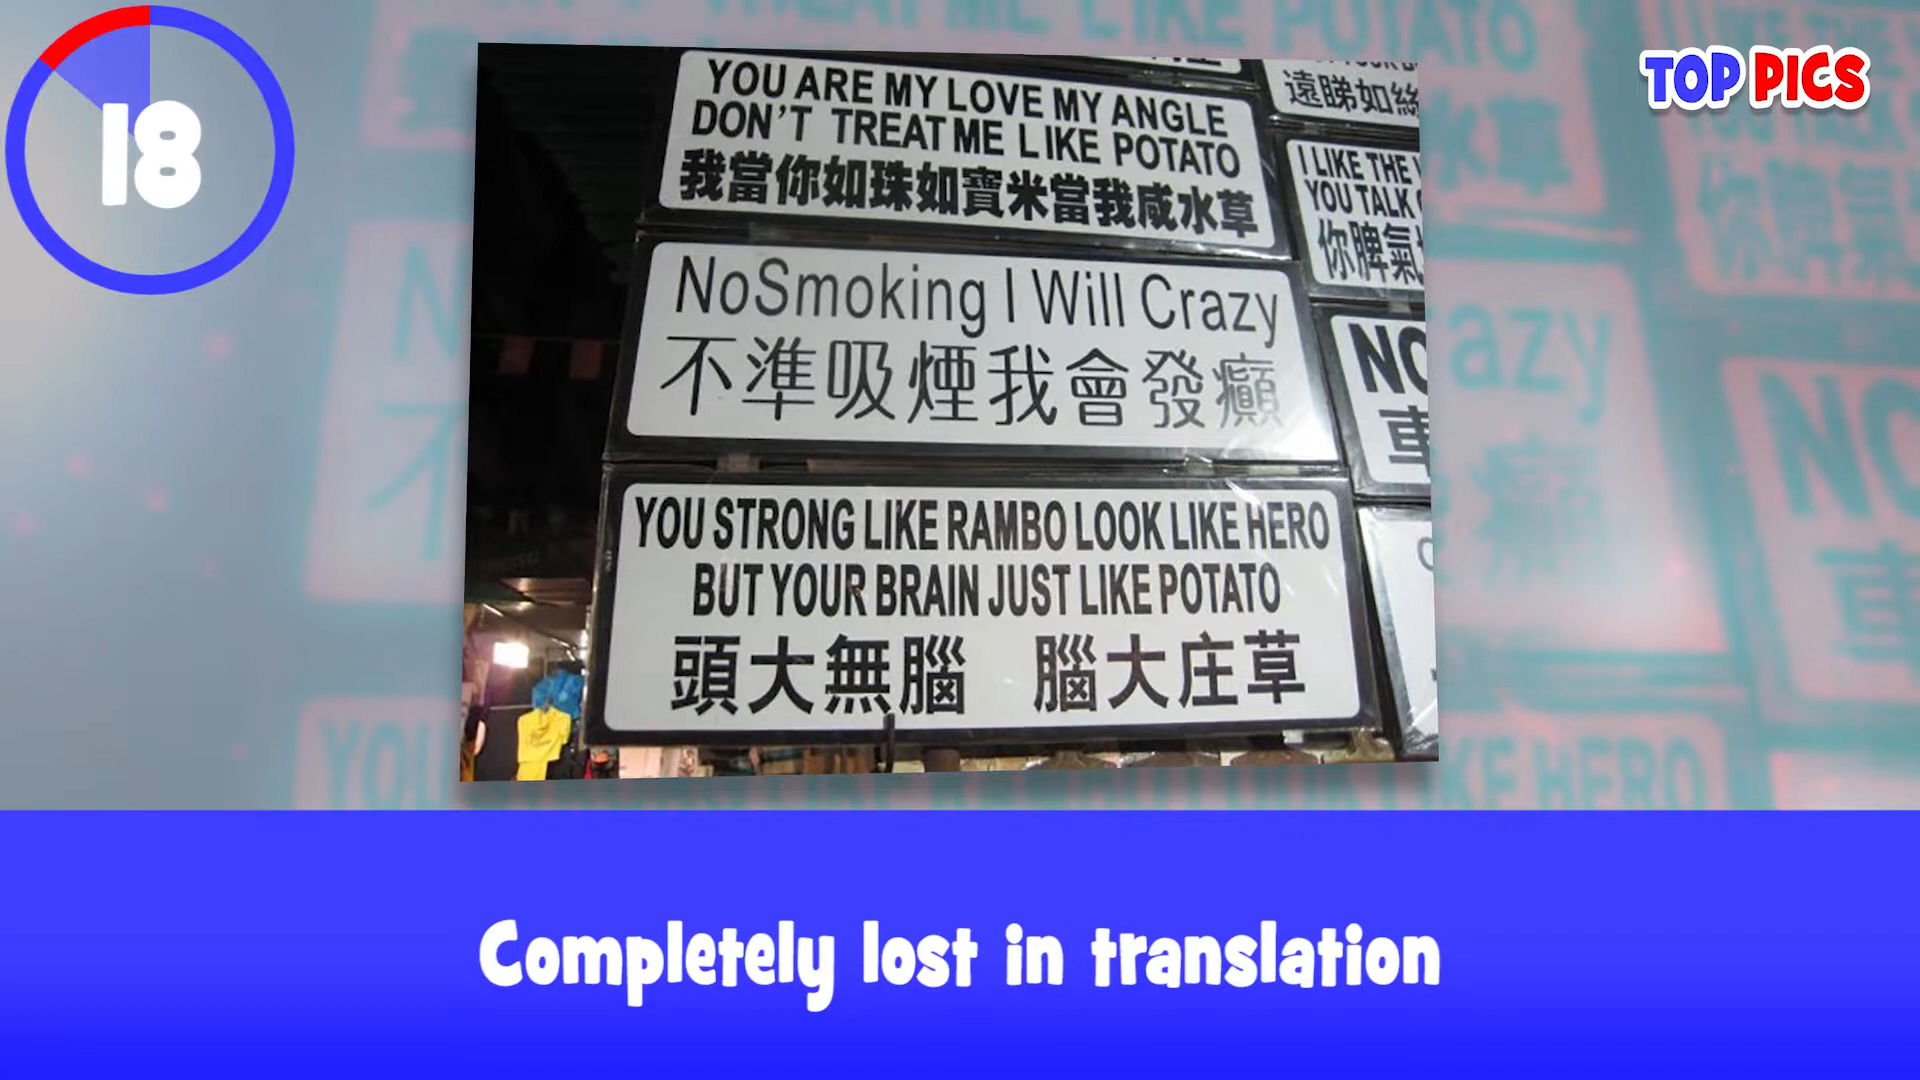 18
TOP PICS
YOU ARE MY LOVE MY ANGLE
DON'T TREAT ME LIKE POTATO
我當你如珠如寶米當我咸水草
NoSmoking I Will Crazy
不準吸煙我會發癲
YOU STRONG LIKE RAMBO LOOK LIKE HERO
BUT YOUR BRAIN JUST LIKE POTATO
頭大無腦 腦大庄草
遠睇如絲
I LIKE THE
YOU TALK
你脾氣
NO
車
Completely lost in translation